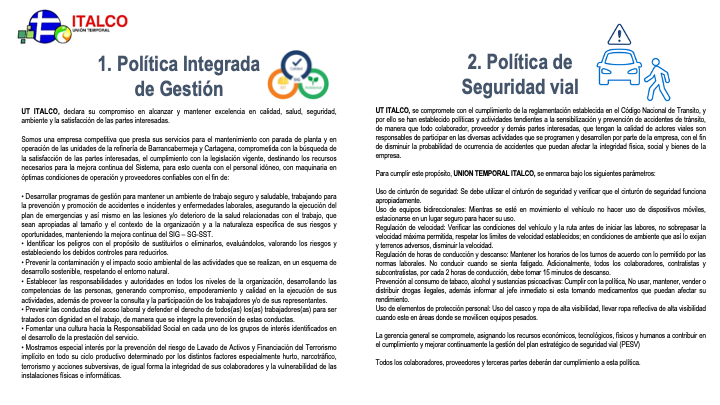 ITALCO
UNIÓN TEMPORAL
1. Política Integrada
de Gestión
UT ITALCO, declara su compromiso en alcanzar y mantener excelencia en calidad, salud, seguridad,
ambiente y la satisfacción de las partes interesadas.
Somos una empresa competitiva que presta sus servicios para el mantenimiento con parada de planta y en
operación de las unidades de la refinería de Barrancabermeja y Cartagena, comprometida con la búsqueda de
la satisfacción de las partes interesadas, el cumplimiento con la legislación vigente, destinando los recursos
necesarios para la mejora continua del Sistema, para esto cuenta con el personal idóneo, con maquinaria en
óptimas condiciones de operación y proveedores confiables con el fin de:
• Desarrollar programas de gestión para mantener un ambiente de trabajo seguro y saludable, trabajando para
la prevención y promoción de accidentes e incidentes y enfermedades laborales, asegurando la ejecución del
plan de emergencias y así mismo en las lesiones y/o deterioro de la salud relacionadas con el trabajo, que
sean apropiadas al tamaño y el contexto de la organización y a la naturaleza específica de sus riesgos y
oportunidades, manteniendo la mejora continua del SIG – SG-SST.
• Identificar los peligros con el propósito de sustituirlos o eliminarlos, evaluándolos, valorando los riesgos y
estableciendo los debidos controles para reducirlos.
• Prevenir la contaminación y el impacto socio ambiental de las actividades que se realizan, en un esquema de
desarrollo sostenible, respetando el entorno natural.
• Establecer las responsabilidades y autoridades en todos los niveles de la organización, desarrollando las
competencias de las personas, generando compromiso, empoderamiento y calidad en la ejecución de sus
actividades, además de proveer la consulta y la participación de los trabajadores y/o de sus representantes.
• Prevenir las conductas del acoso laboral y defender el derecho de todos(as) los(as) trabajadores(as) para ser
tratados con dignidad en el trabajo, de manera que se integre la prevención de estas conductas.
• Fomentar una cultura hacia la Responsabilidad Social en cada uno de los grupos de interés identificados en
el desarrollo de la prestación del servicio.
• Mostramos especial interés por la prevención del riesgo de Lavado de Activos y Financiación del Terrorismo
implícito en todo su ciclo productivo determinado por los distintos factores especialmente hurto, narcotráfico,
terrorismo y acciones subversivas, de igual forma la integridad de sus colaboradores y la vulnerabilidad de las
instalaciones físicas e informáticas.
2. Política de
Seguridad vial
UT ITALCO, se compromete con el cumplimiento de la reglamentación establecida en el Código Nacional de Transito, y
por ello se han establecido políticas y actividades tendientes a la sensibilización y prevención de accidentes de tránsito,
de manera que todo colaborador, proveedor y demás partes interesadas, que tengan la calidad de actores viales son
responsables de participar en las diversas actividades que se programen y desarrollen por parte de la empresa, con el fin
de disminuir la probabilidad de ocurrencia de accidentes que puedan afectar la integridad física, social y bienes de la
empresa.
Para cumplir este propósito, UNION TEMPORAL ITALCO, se enmarca bajo los siguientes parámetros:
Uso de cinturón de seguridad: Se debe utilizar el cinturón de seguridad y verificar que el cinturón de seguridad funciona
apropiadamente.
Uso de equipos bidireccionales: Mientras se esté en movimiento el vehículo no hacer uso de dispositivos móviles,
estacionarse en un lugar seguro para hacer su uso.
Regulación de velocidad: Verificar las condiciones del vehículo y la ruta antes de iniciar las labores, no sobrepasar la
velocidad máxima permitida, respetar los límites de velocidad establecidos; en condiciones de ambiente que así lo exijan
y terrenos adversos, disminuir la velocidad.
Regulación de horas de conducción y descanso: Mantener los horarios de los turnos de acuerdo con lo permitido por las
normas laborales. No conducir cuando se sienta fatigado. Adicionalmente, todos los colaboradores, contratistas y
subcontratistas, por cada 2 horas de conducción, debe tomar 15 minutos de descanso.
Prevención al consumo de tabaco, alcohol y sustancias psicoactivas: Cumplir con la política, No usar, mantener, vender o
distribuir drogas ilegales, además informar al jefe inmediato si esta tomando medicamentos que puedan afectar su
rendimiento.
Uso de elementos de protección personal: Uso del casco y ropa de alta visibilidad, llevar ropa reflectiva de alta visibilidad
cuando este en áreas donde se movilicen equipos pesados.
La gerencia general se compromete, asignando los recursos económicos, tecnológicos, físicos y humanos a contribuir en
el cumplimiento y mejorar continuamente la gestión del plan estratégico de seguridad vial (PESV)
Todos los colaboradores, proveedores y terceras partes deberán dar cumplimiento a esta política.